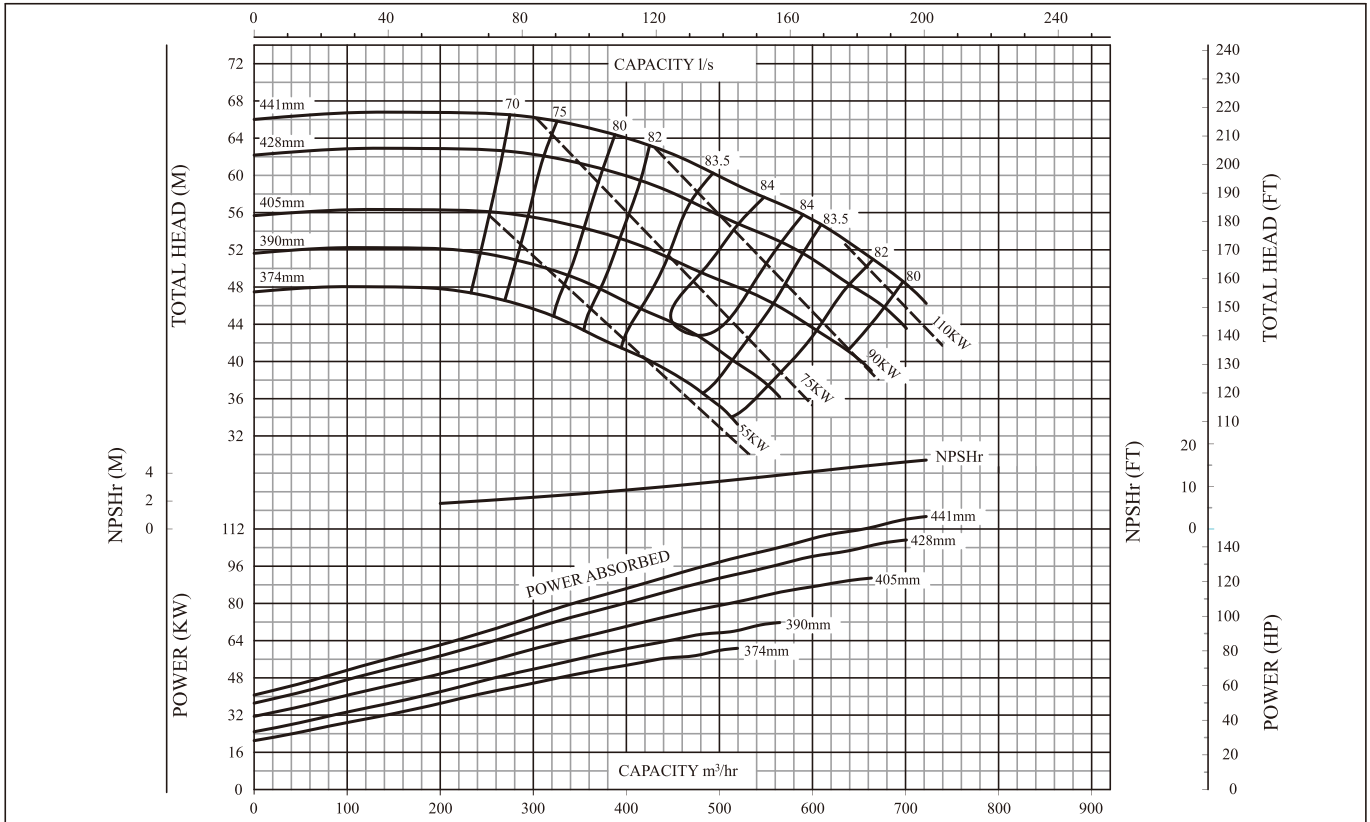 0 40 80 120 160 200 240
CAPACITY l/s
TOTAL HEAD (M)
72
68
64
60
56
52
48
44
40
36
32
441mm
428mm
405mm
390mm
374mm
70
75
80
82
83.5
84
84
83.5
82
80
110KW
90KW
75KW
55KW
TOTAL HEAD (FT)
240
230
220
210
200
190
180
170
160
150
140
130
120
110
NPSHr (M)
4
2
0
NPSHr
NPSHr (FT)
20
10
0
POWER (KW)
112
96
80
64
48
32
16
0
POWER ABSORBED
441mm
428mm
405mm
390mm
374mm
POWER (HP)
140
120
100
80
60
40
20
0
CAPACITY m³/hr
0 100 200 300 400 500 600 700 800 900